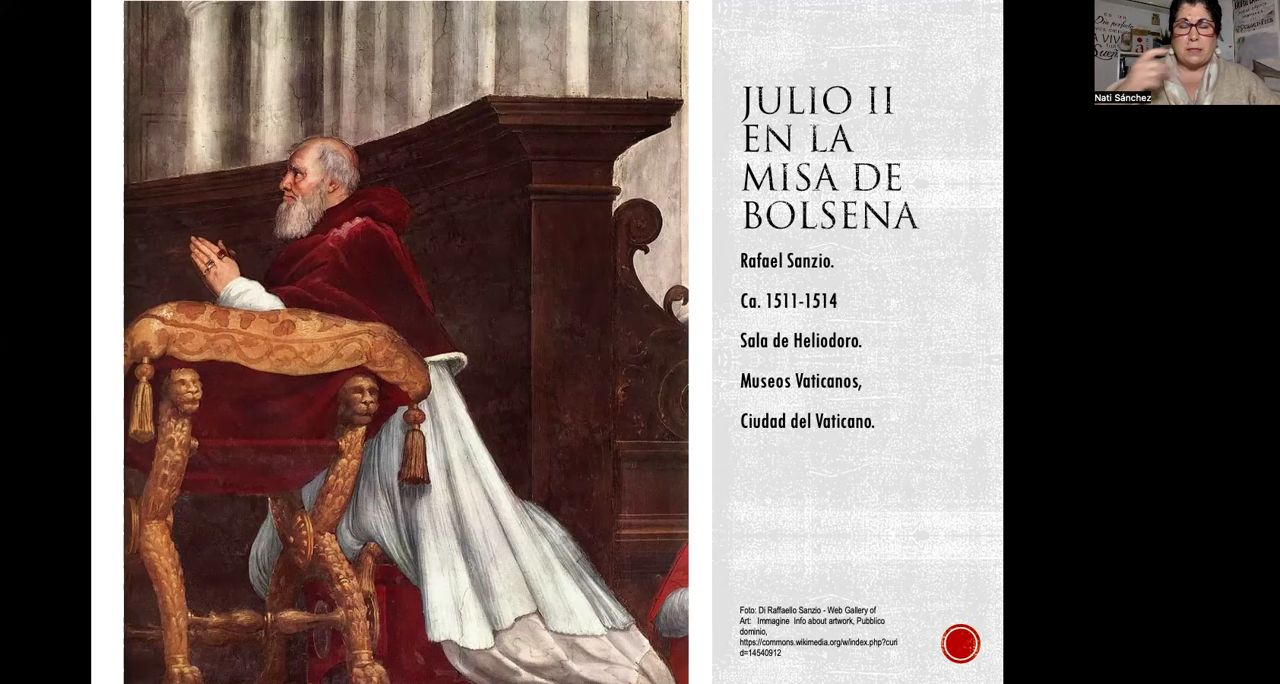 JULIO II
EN LA
MISA DE
BOLSENA
Rafael Sanzio.
Ca. 1511-1514
Sala de Heliodoro.
Museos Vaticanos,
Ciudad del Vaticano.
Foto: Di Raffaello Sanzio - Web Gallery of
Art: Immagine Info about artwork, Pubblico
dominio,
https://commons.wikimedia.org/w/index.php?curi
d=14540912
Nati Sánchez